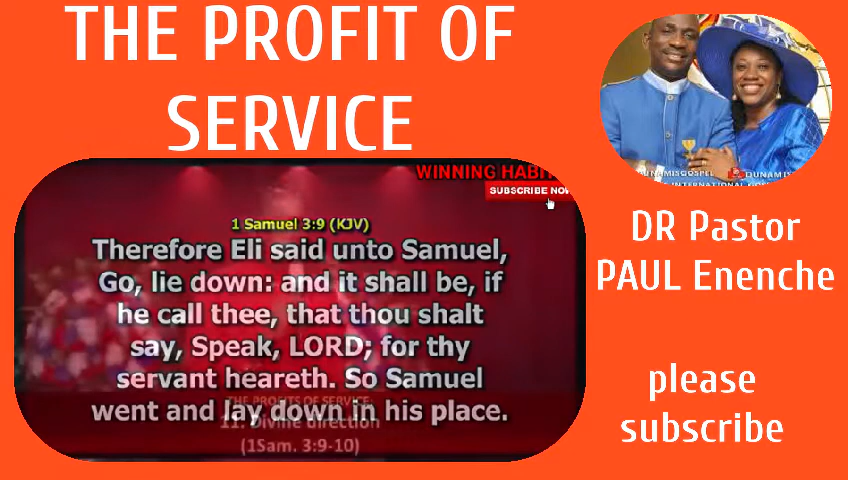 THE PROFIT OF
SERVICE
WINNING HABI
SUBSCRIBE NOW
1 Samuel 3:9 (KJV)
Therefore Eli said unto Samuel,
Go, lie down: and it shall be, if
he call thee, that thou shalt
say, Speak, LORD; for thy
servant heareth. So Samuel
went and lay down in his place.
THE PROFITS OF SERVICE:
11. Divine direction
(1Sam. 3:9-10)
DUNAMIS
INTERNATIONAL
DR Pastor
PAUL Enenche
please
subscribe